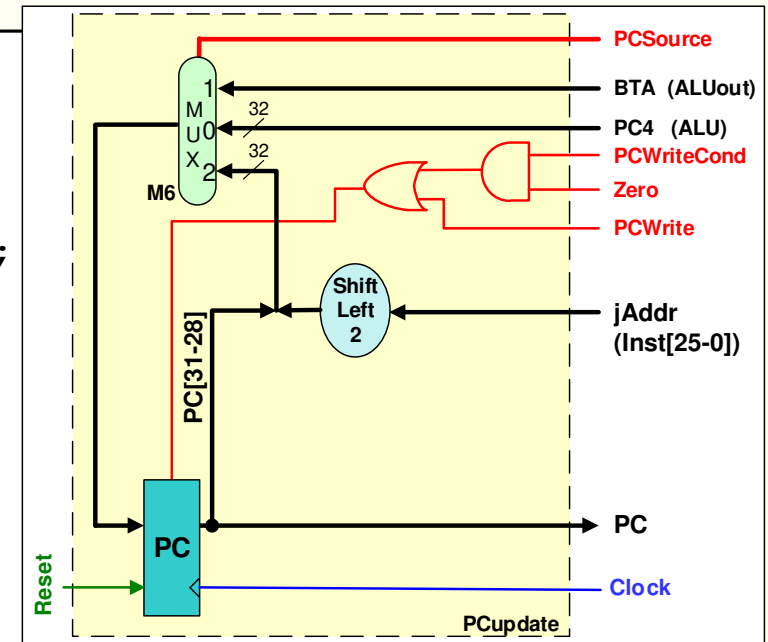 PCSource
1
BTA (ALUout)
M
32
U0
PC4 (ALU)
X
32
PCWriteCond
2
M6
Zero
PCWrite
;
Shift
Left
2
jAddr
(Inst[25-0])
PC[31-28]
PC
PC
Reset
Clock
PCupdate